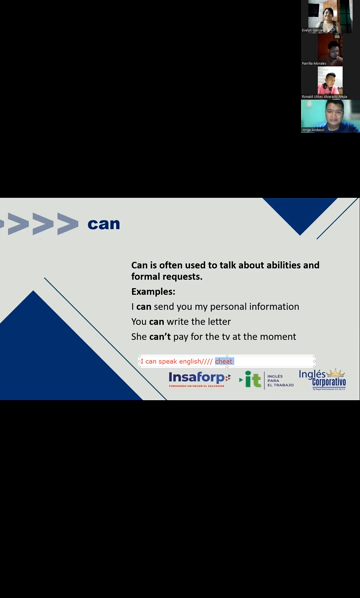 >>>> can
Can is often used to talk about abilities and
formal requests.
Examples:
I can send you my personal information
You can write the letter
She can't pay for the tv at the moment
I can speak english//// cheat
Insaforp
it INGLÉS
PARA
EL TRABAJO
Inglés
Corporativo